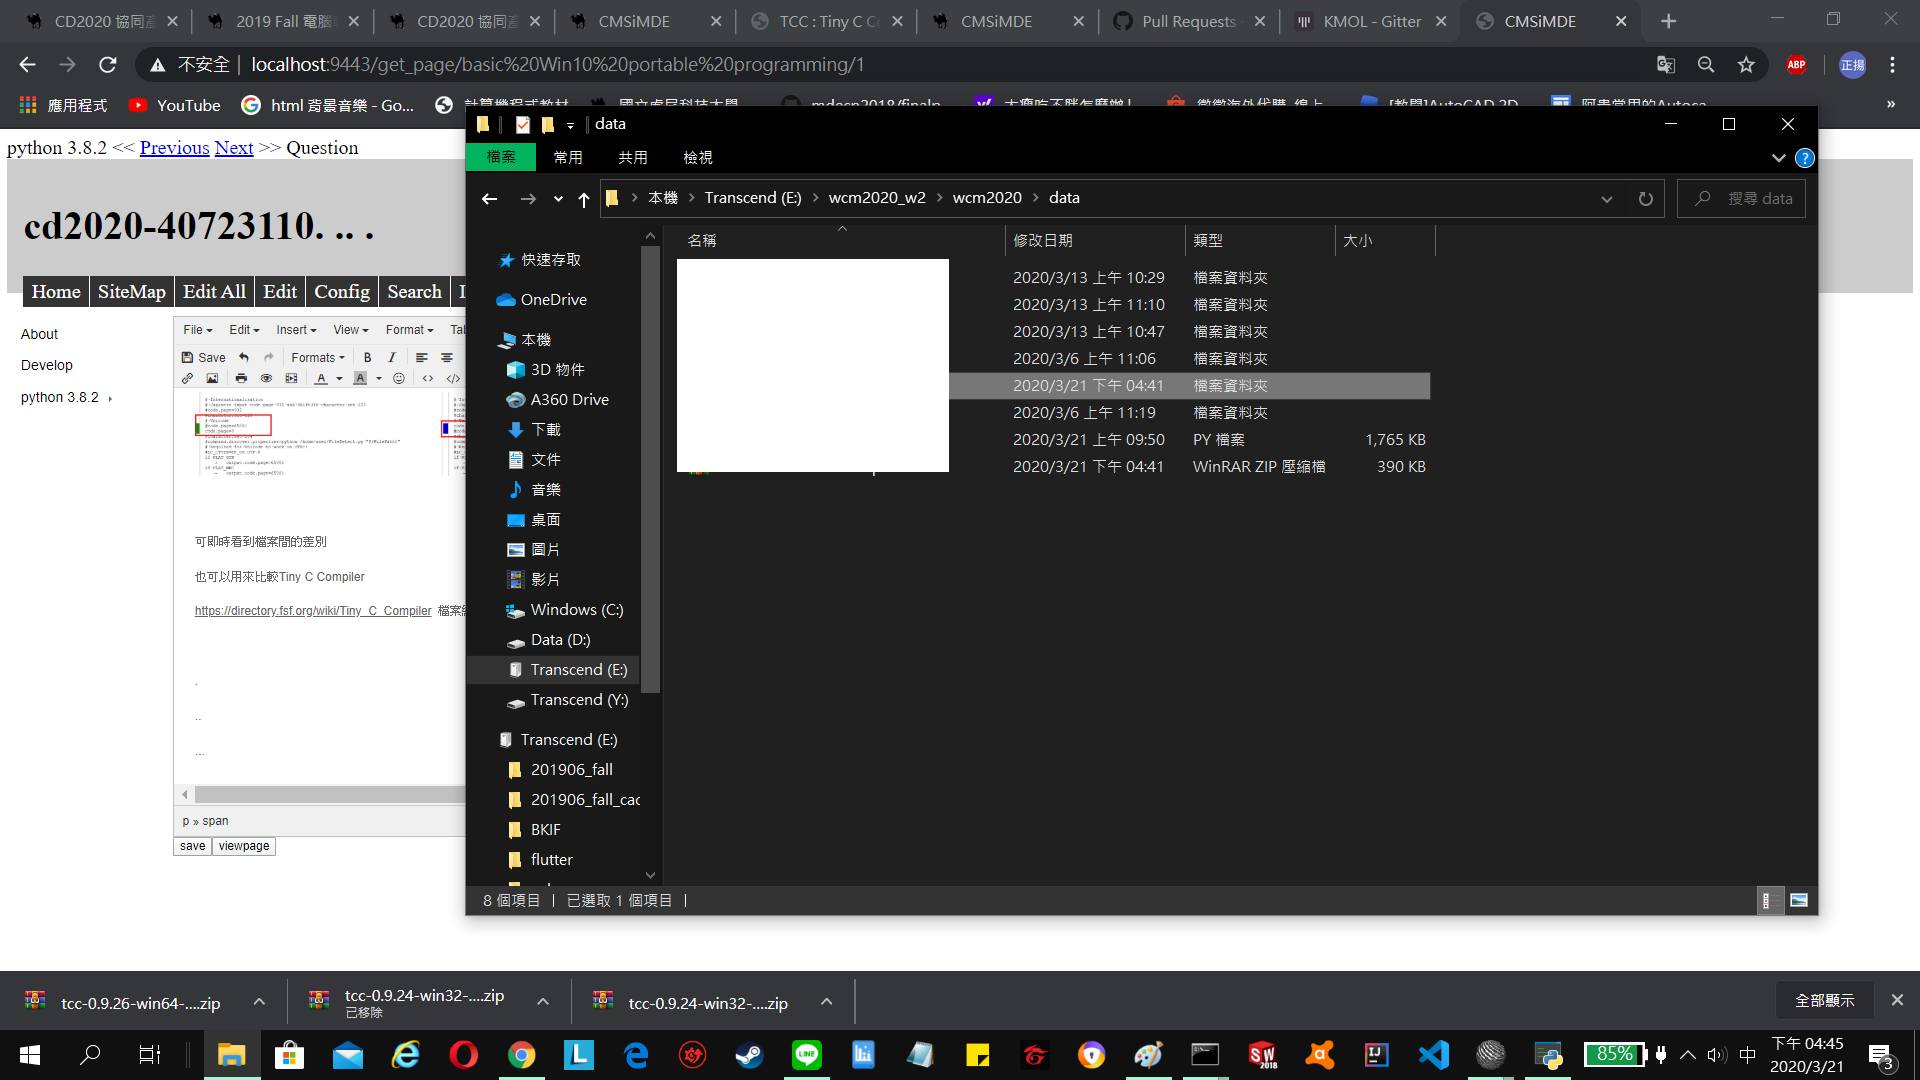 CD2020 協同產
2019 Fall 電腦
CD2020 協同產
CMSiMDE
TCC : Tiny C C
CMSiMDE
Pull Requests
KMOL - Gitter
CMSiMDE
不安全
localhost:9443/get_page/basic%20Win10%20portable%20programming/1
ABP
正揚
應用程式
YouTube
html 背景音樂 - Go...
»
python 3.8.2 << Previous Next >> Question
cd2020-40723110. .. .
Home
SiteMap
Edit All
Edit
Config
Search
About
Develop
python 3.8.2
File
Edit
Insert
View
Format
Save
Formats
B
I
A
A
可即時看到檔案間的差別
也可以用來比較Tiny C Compiler
https://directory.fsf.org/wiki/Tiny_C_Compiler
.
..
...
p » span
save
viewpage
data
檔案
常用
共用
檢視
?
本機
Transcend (E:)
wcm2020_w2
wcm2020
data
搜尋 data
名稱
修改日期
類型
大小
2020/3/13 上午 10:29
檔案資料夾
2020/3/13 上午 11:10
檔案資料夾
2020/3/13 上午 10:47
檔案資料夾
2020/3/6 上午 11:06
檔案資料夾
2020/3/21 下午 04:41
檔案資料夾
2020/3/6 上午 11:19
檔案資料夾
2020/3/21 上午 09:50
PY 檔案
1,765 KB
2020/3/21 下午 04:41
WinRAR ZIP 壓縮檔
390 KB
快速存取
OneDrive
本機
3D 物件
A360 Drive
下載
文件
音樂
桌面
圖片
影片
Windows (C:)
Data (D:)
Transcend (E:)
Transcend (Y:)
Transcend (E:)
201906_fall
201906_fall_cad
BKIF
flutter
8 個項目
已選取 1 個項目
tcc-0.9.26-win64-....zip
tcc-0.9.24-win32-....zip
已移除
tcc-0.9.24-win32-....zip
全部顯示
85%
中
下午 04:45
2020/3/21
3